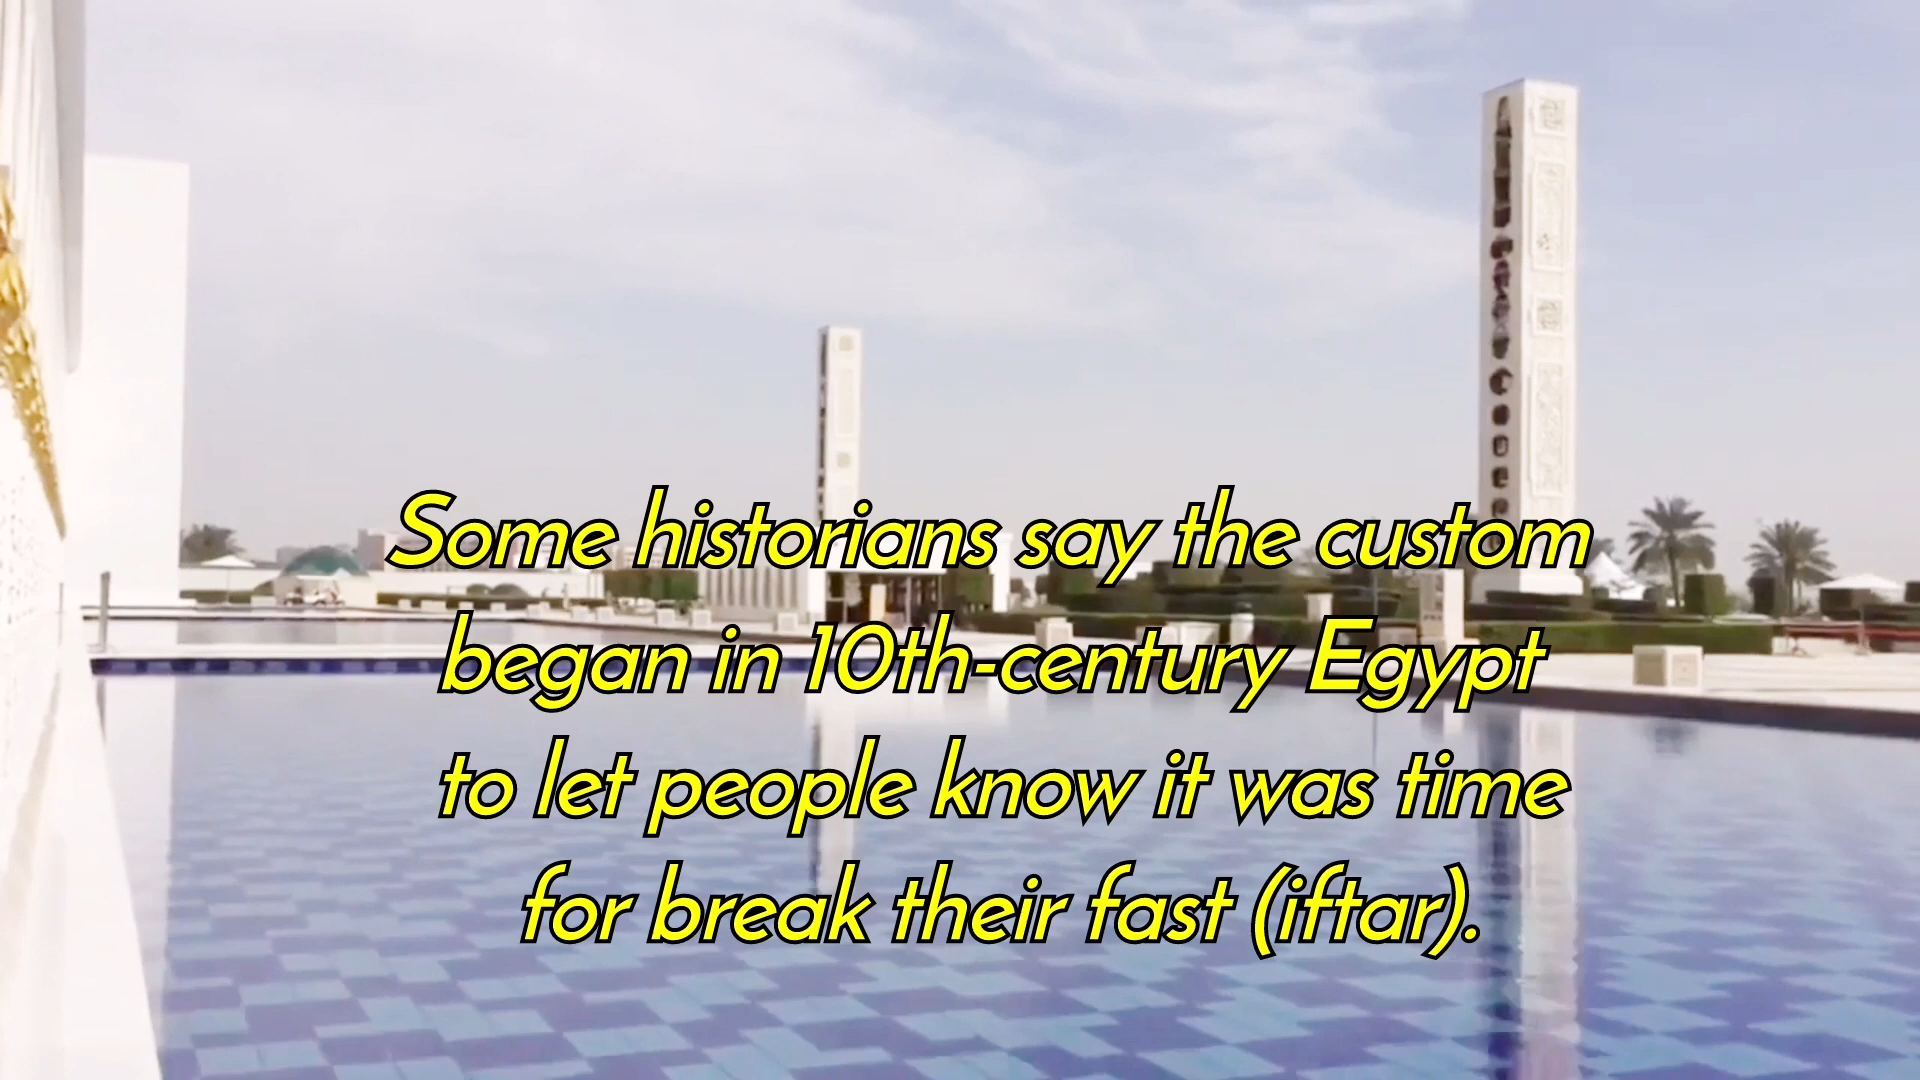 Some historians say the custom
began in 10th-century Egypt
to let people know it was time
for break their fast (iftar).